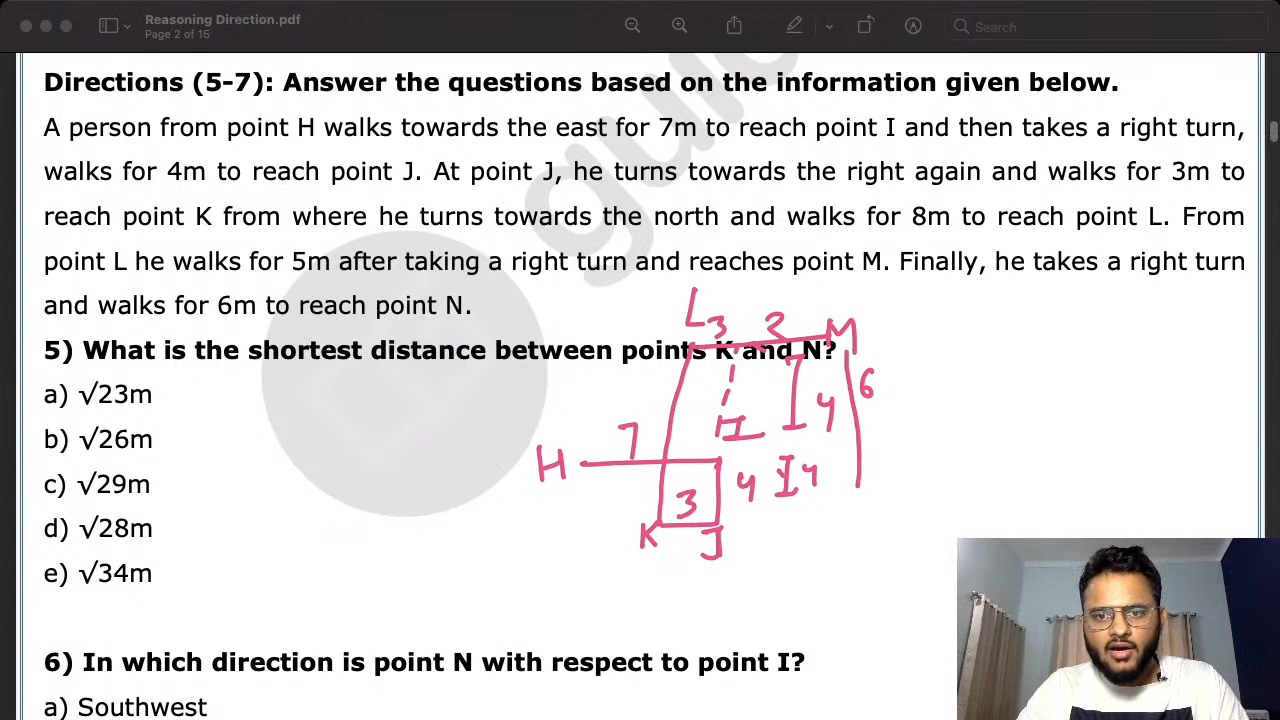 Reasoning Direction.pdf
Page 2 of 15
Search
Directions (5-7): Answer the questions based on the information given below.
A person from point H walks towards the east for 7m to reach point I and then takes a right turn,
walks for 4m to reach point J. At point J, he turns towards the right again and walks for 3m to
reach point K from where he turns towards the north and walks for 8m to reach point L. From
point L he walks for 5m after taking a right turn and reaches point M. Finally, he takes a right turn
and walks for 6m to reach point N.
L 3 2 M
5) What is the shortest distance between points K and N?
a) √23m
6
4
b) √26m
I
7
H
c) √29m
4 4
3
d) √28m
K J
e) √34m
6) In which direction is point N with respect to point I?
a) Southwest